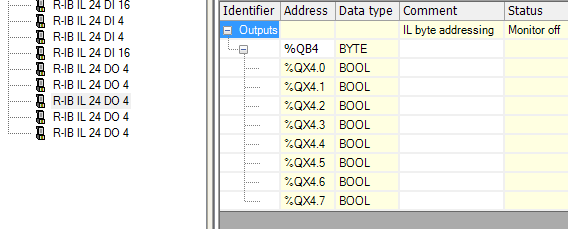 R-IB IL 24 DI 16
R-IB IL 24 DI 4
R-IB IL 24 DI 4
R-IB IL 24 DI 16
R-IB IL 24 DO 4
R-IB IL 24 DO 4
R-IB IL 24 DO 4
R-IB IL 24 DO 4
R-IB IL 24 DO 4
Identifier Address Data type Comment Status
Outputs IL byte addressing Monitor off
%QB4 BYTE
%QX4.0 BOOL
%QX4.1 BOOL
%QX4.2 BOOL
%QX4.3 BOOL
%QX4.4 BOOL
%QX4.5 BOOL
%QX4.6 BOOL
%QX4.7 BOOL